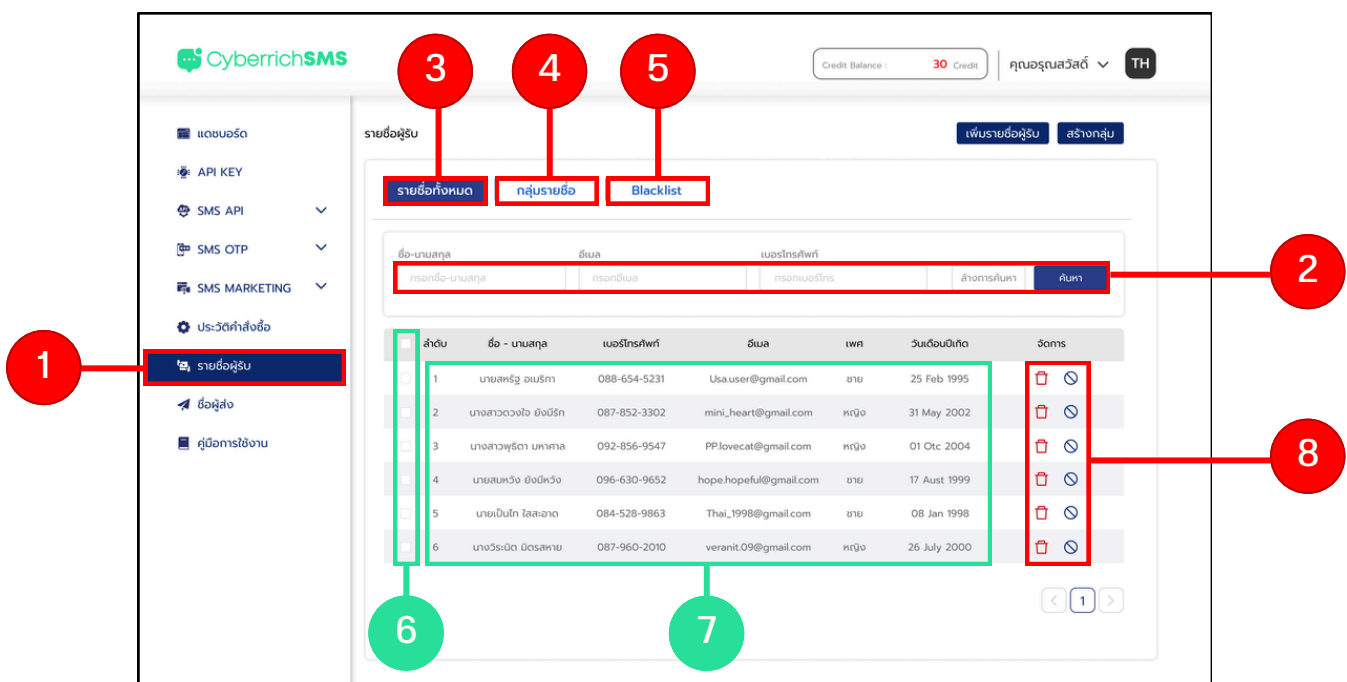 CyberrichSMS
3
4
5
Credit Balance :
30 Credit
คุณอรุณสวัสดิ์
TH
แดชบอร์ด
API KEY
SMS API
SMS OTP
SMS MARKETING
ประวัติคำสั่งซื้อ
รายชื่อผู้รับ
ชื่อผู้ส่ง
คู่มือการใช้งาน
1
รายชื่อผู้รับ
เพิ่มรายชื่อผู้รับ
สร้างกลุ่ม
รายชื่อทั้งหมด
กลุ่มรายชื่อ
Blacklist
ชื่อ-นามสกุล อีเมล เบอร์โทรศัพท์
กรอกชื่อ-นามสกุล กรอกอีเมล กรอกเบอร์โทร ล้างการค้นหา ค้นหา
2
ลำดับ ชื่อ - นามสกุล เบอร์โทรศัพท์ อีเมล เพศ วันเดือนปีเกิด จัดการ
1 นายสหรัฐ อเมริกา 088-654-5231 Usa.user@gmail.com ชาย 25 Feb 1995
2 นางสาวดวงใจ ยังมีรัก 087-852-3302 mini_heart@gmail.com หญิง 31 May 2002
3 นางสาวพุธิตา มหาศาล 092-856-9547 PP.lovecat@gmail.com หญิง 01 Otc 2004
4 นายสมหวัง ยังมีหวัง 096-630-9652 hope.hopeful@gmail.com ชาย 17 Aust 1999
5 นายเป็นไท ใสสะอาด 084-528-9863 Thai_1998@gmail.com ชาย 08 Jan 1998
6 นางวิระนิต มิตรสหาย 087-960-2010 veranit.09@gmail.com หญิง 26 July 2000
8
1
6
7